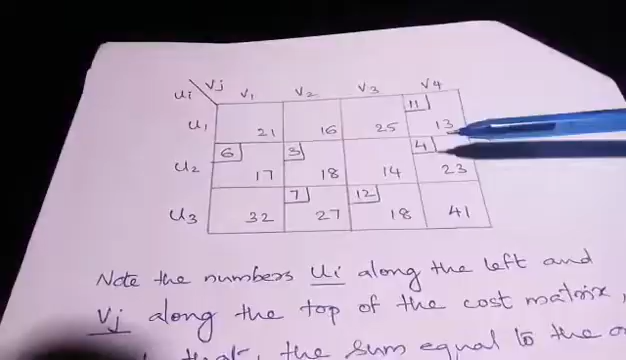 ui vj v1 v2 v3 v4
u1 21 16 25 11 13
u2 6 17 3 18 14 4 23
u3 32 7 27 12 18 41
Note the numbers ui along the left and
vj along the top of the cost matrix,
that, the sum equal to the